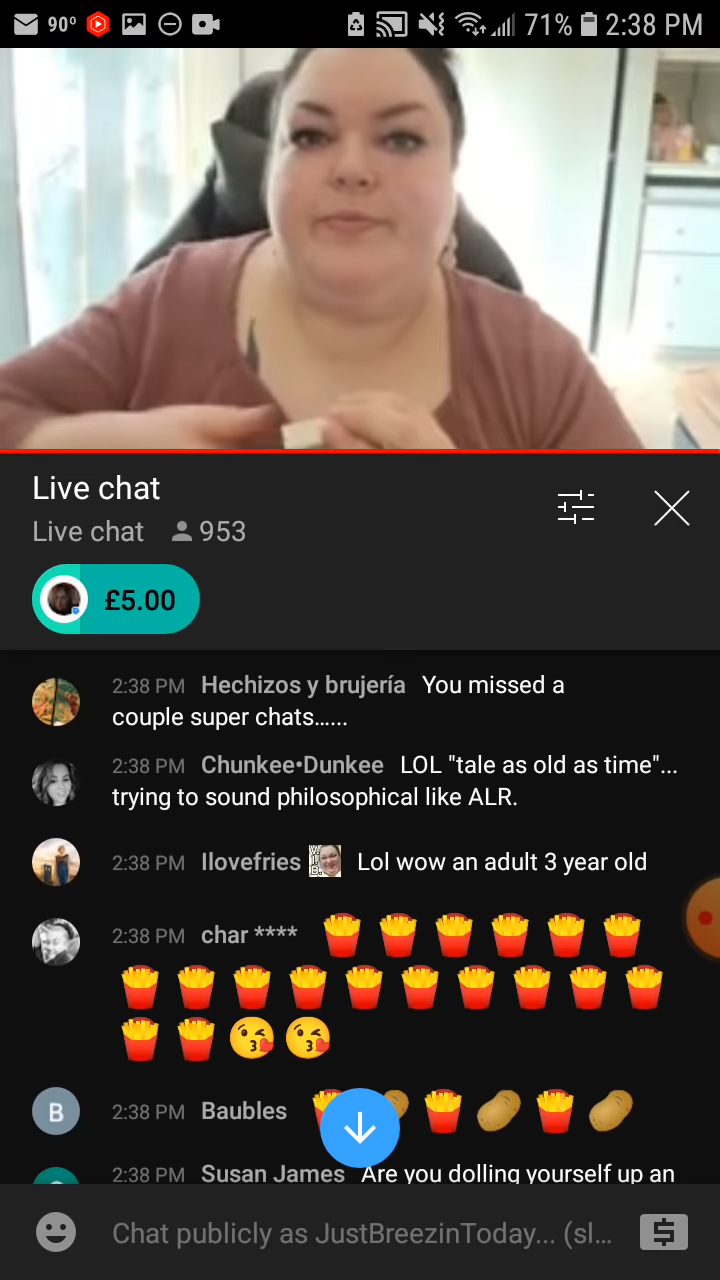 90° 71% 2:38 PM
Live chat
Live chat 953
£5.00
2:38 PM Hechizos y brujería You missed a
couple super chats......
2:38 PM Chunkee•Dunkee LOL "tale as old as time"...
trying to sound philosophical like ALR.
2:38 PM Ilovefries Lol wow an adult 3 year old
2:38 PM char ****
B 2:38 PM Baubles
2:38 PM Susan James Are you dolling yourself up an
Chat publicly as JustBreezinToday... (sl...